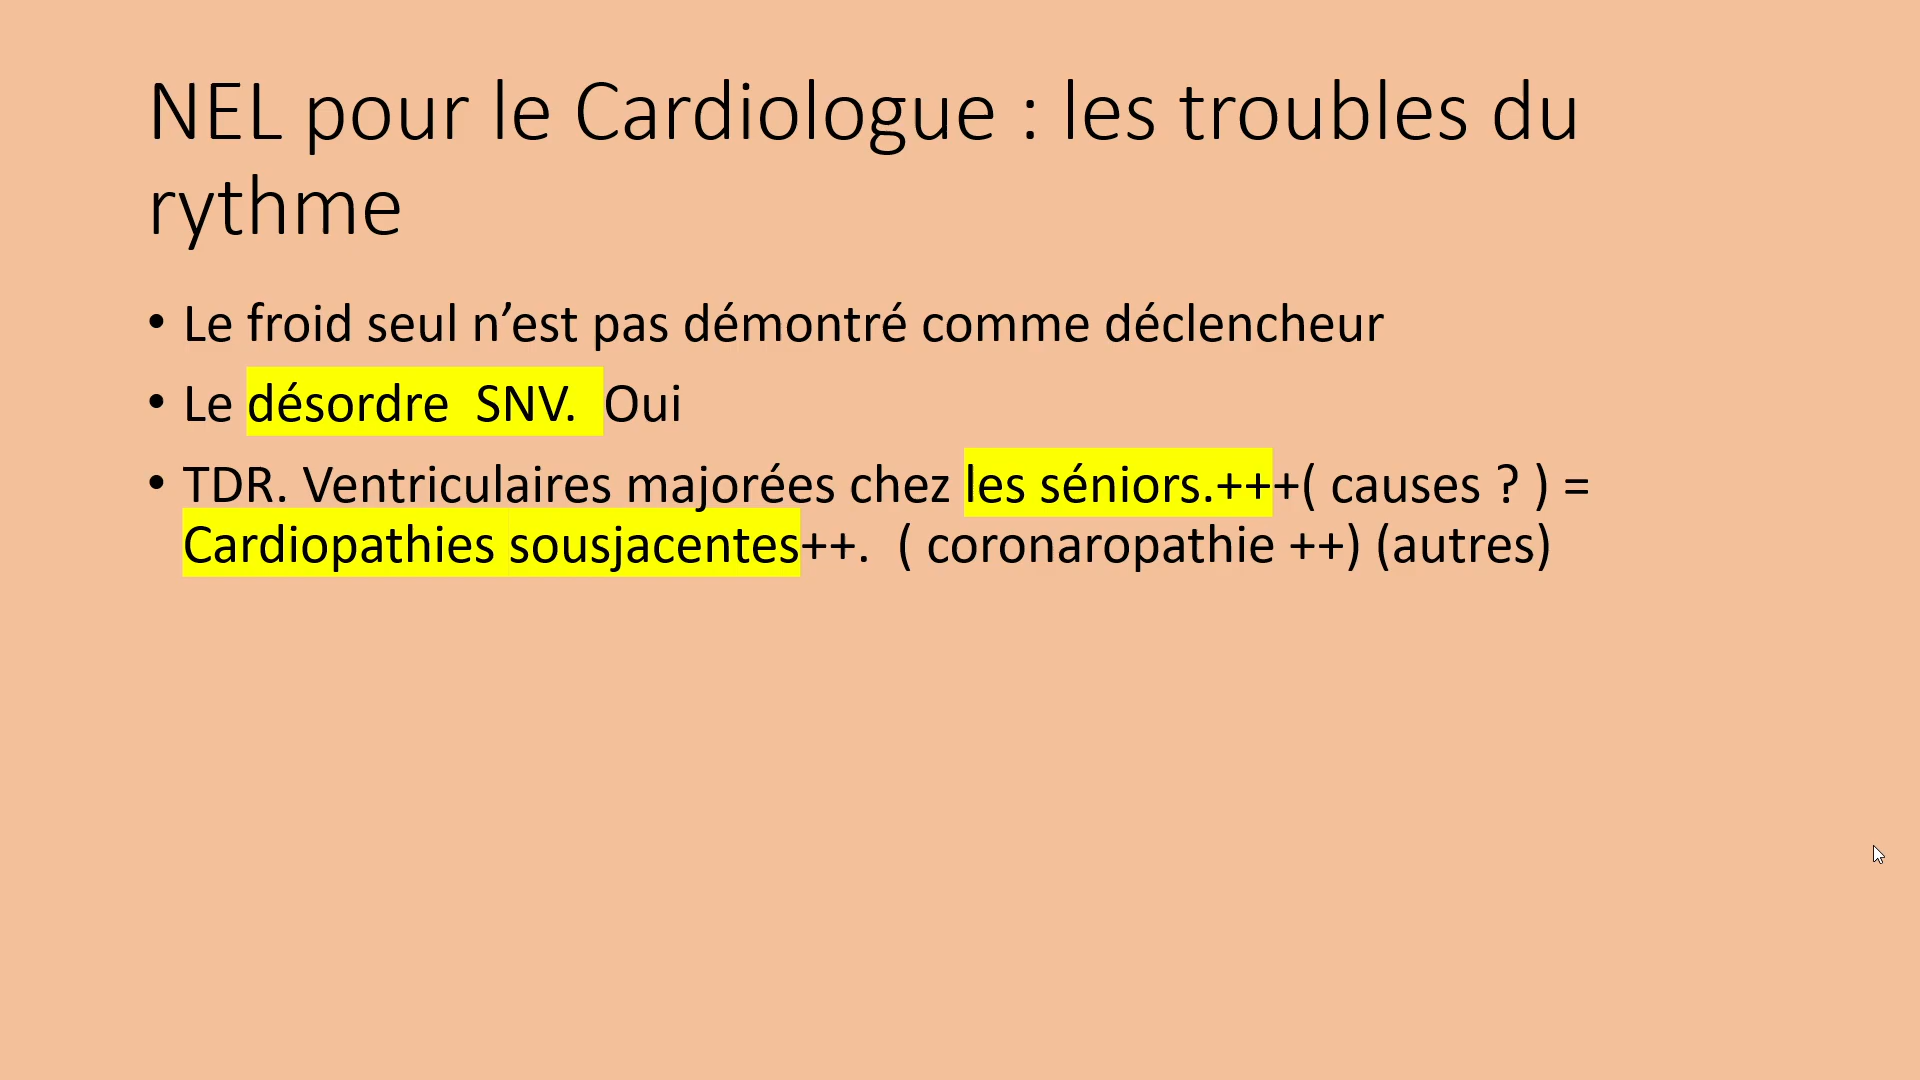 NEL pour le Cardiologue : les troubles du
rythme
• Le froid seul n’est pas démontré comme déclencheur
• Le désordre  SNV.  Oui
• TDR. Ventriculaires majorées chez les séniors.+++( causes ? ) =
Cardiopathies sousjacentes++.  ( coronaropathie ++) (autres)